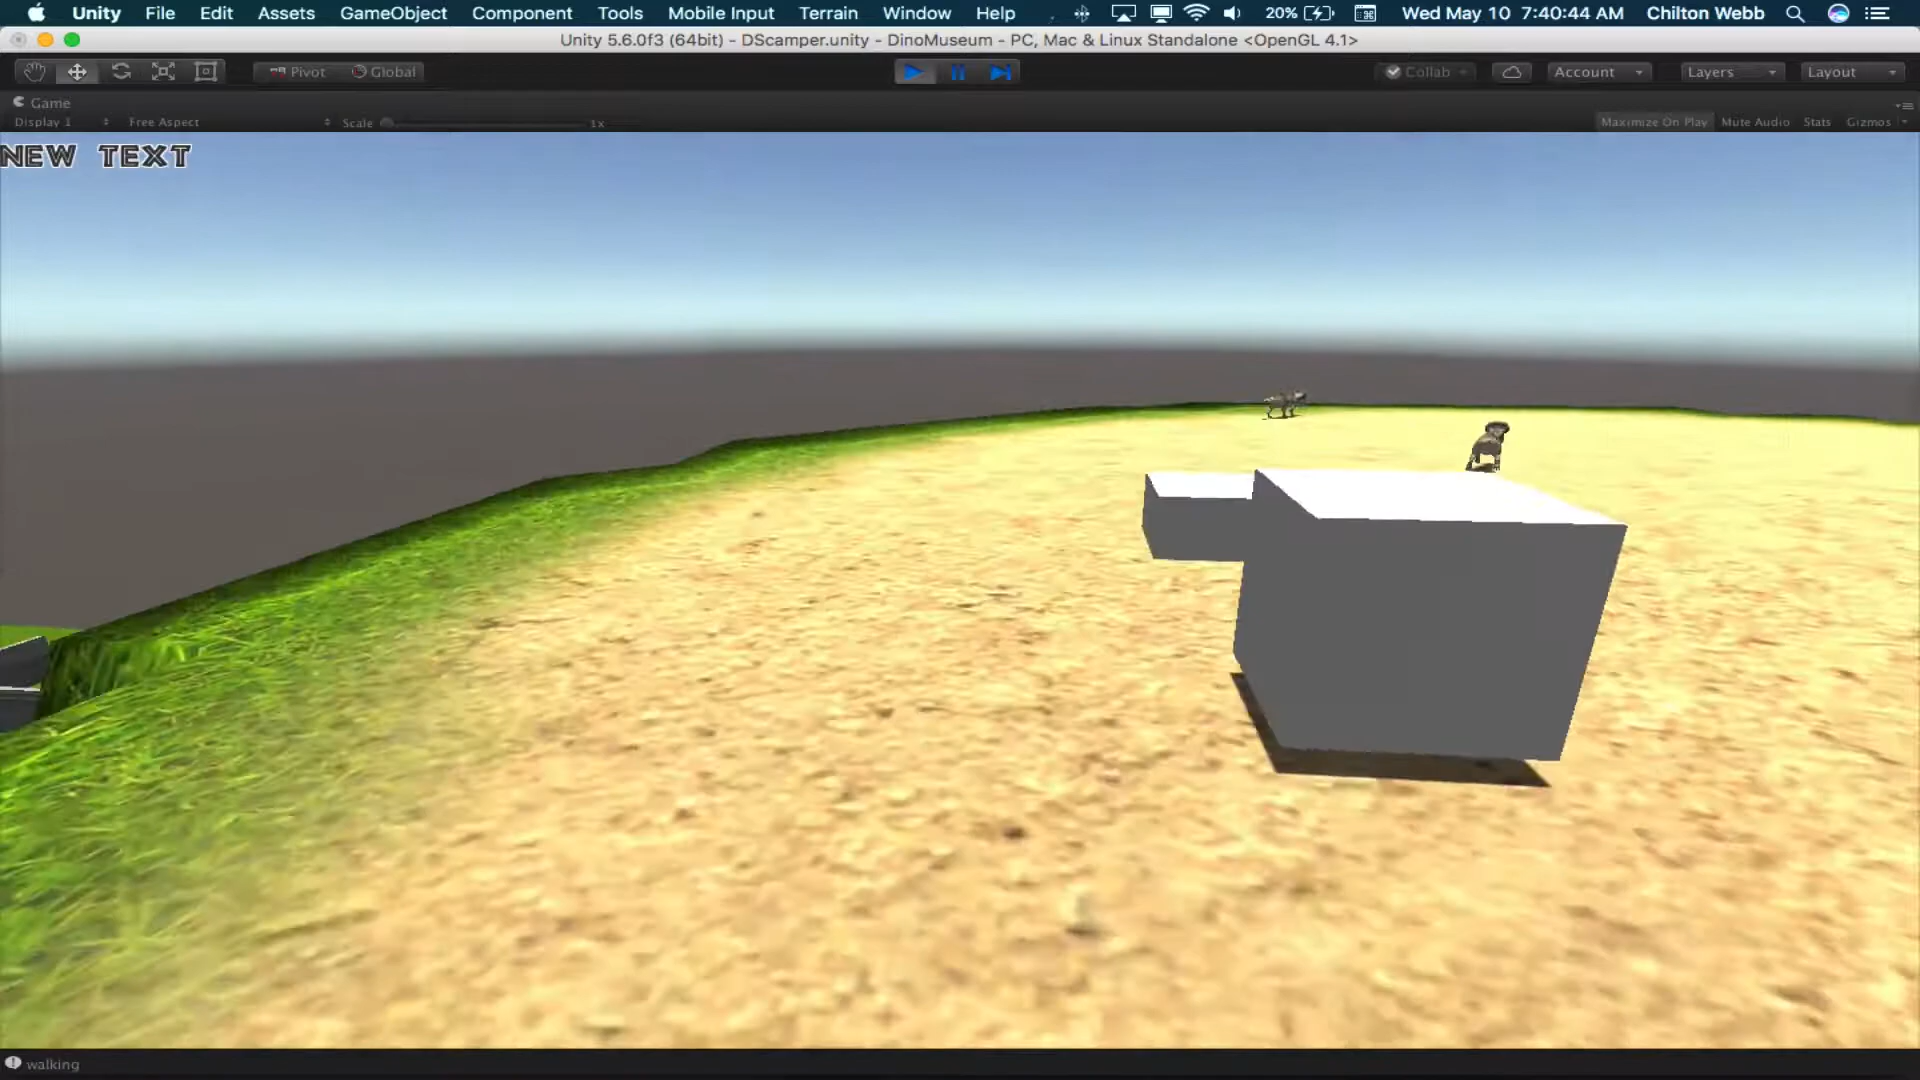 Unity File Edit Assets GameObject Component Tools Mobile Input Terrain Window Help 20% Wed May 10 7:40:44 AM Chilton Webb
Unity 5.6.0f3 (64bit) - DScamper.unity - DinoMuseum - PC, Mac & Linux Standalone <OpenGL 4.1>
Pivot Global Collab Account Layers Layout
Game
Display 1 Free Aspect Scale 1x Maximize On Play Mute Audio Stats Gizmos
NEW TEXT
walking